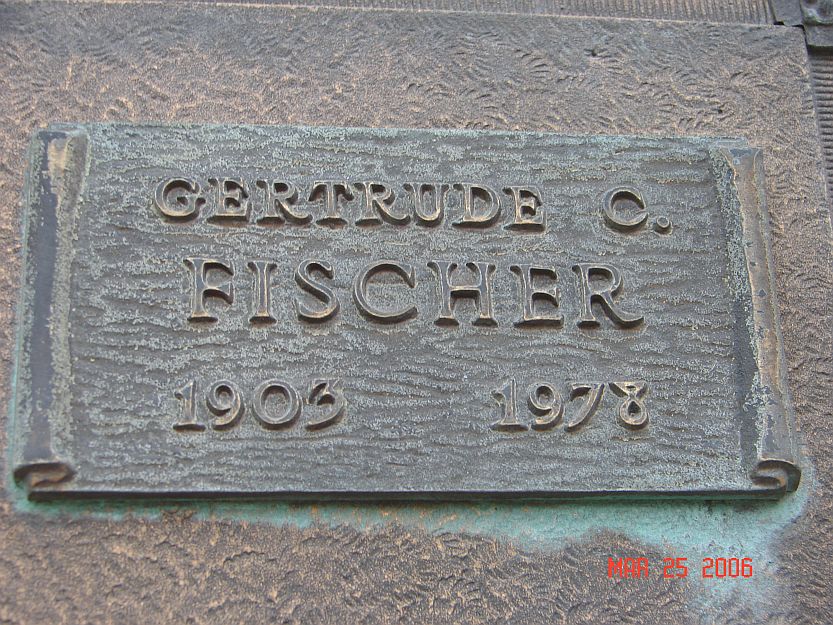 GERTRUDE C.
FISCHER
1903 1978
MAR 25 2006